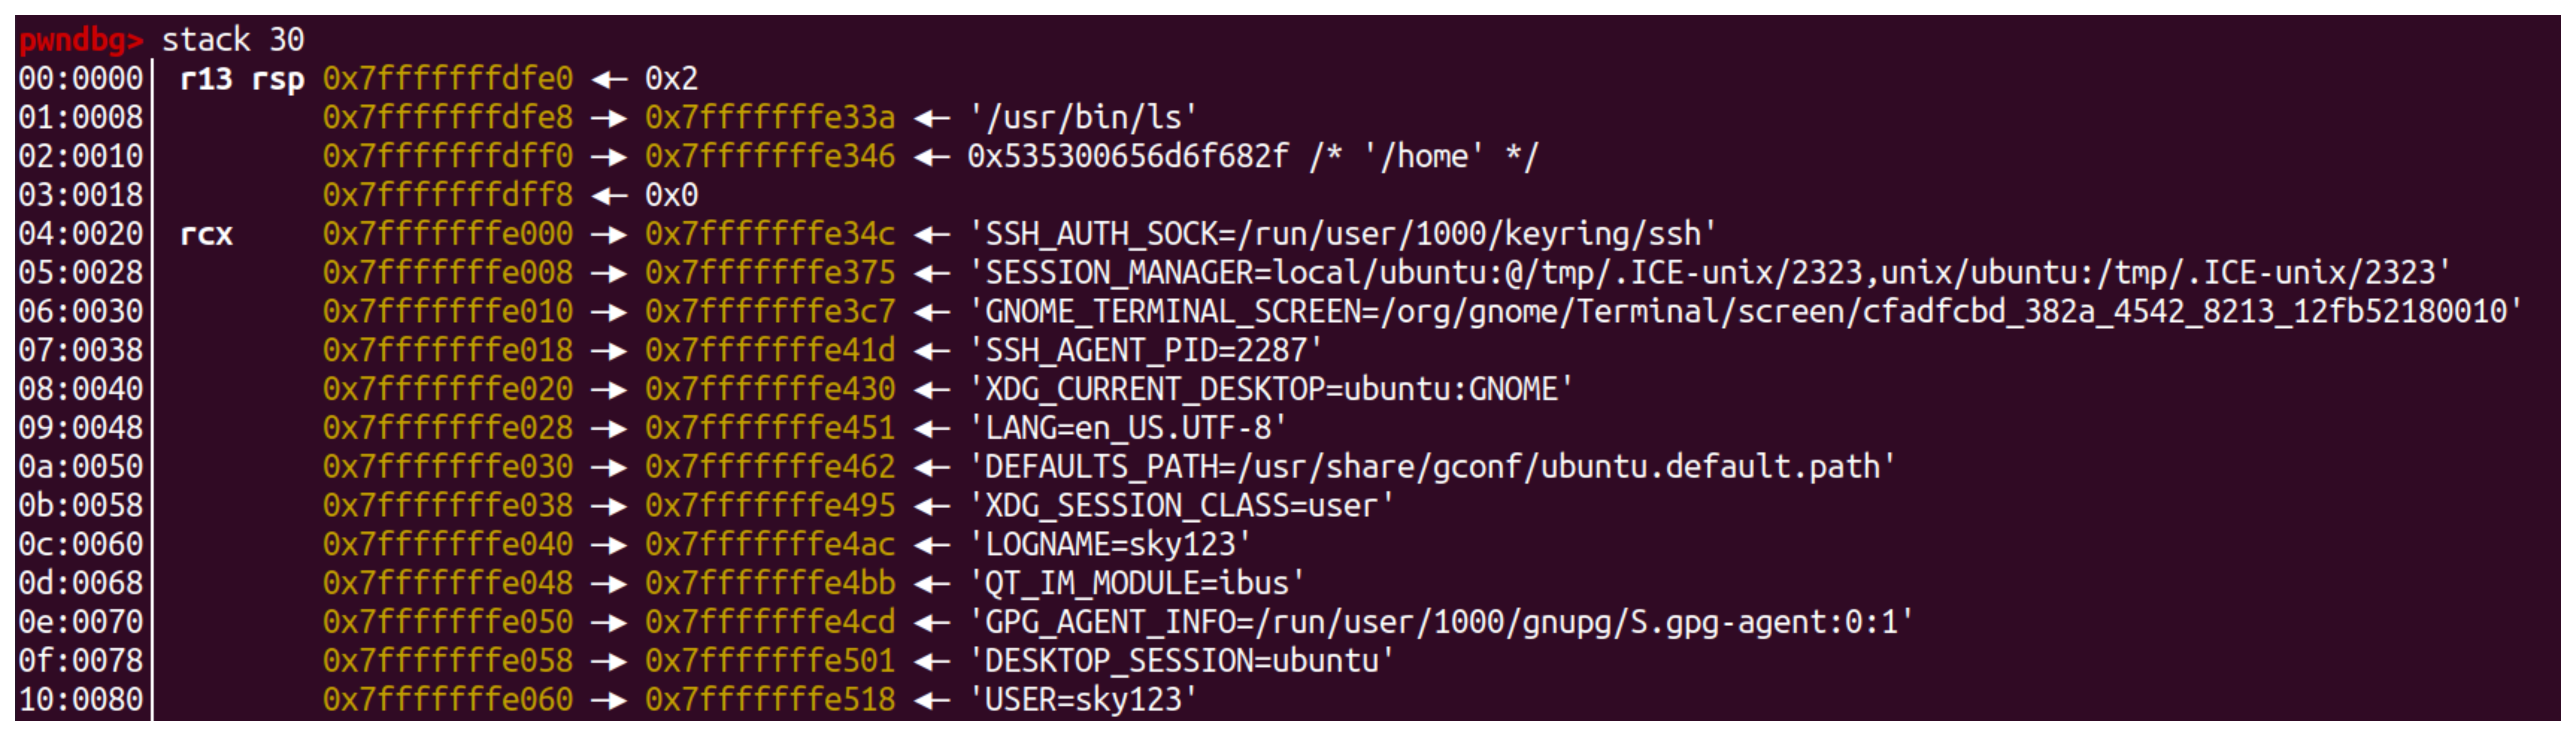 pwndbg> stack 30
00:0000│ r13 rsp 0x7fffffffdfe0 ◂— 0x2
01:0008│ 0x7fffffffdfe8 —▸ 0x7fffffffe33a ◂— '/usr/bin/ls'
02:0010│ 0x7fffffffdff0 —▸ 0x7fffffffe346 ◂— 0x535300656d6f682f /* '/home' */
03:0018│ 0x7fffffffdff8 ◂— 0x0
04:0020│ rcx 0x7fffffffe000 —▸ 0x7fffffffe34c ◂— 'SSH_AUTH_SOCK=/run/user/1000/keyring/ssh'
05:0028│ 0x7fffffffe008 —▸ 0x7fffffffe375 ◂— 'SESSION_MANAGER=local/ubuntu:@/tmp/.ICE-unix/2323,unix/ubuntu:/tmp/.ICE-unix/2323'
06:0030│ 0x7fffffffe010 —▸ 0x7fffffffe3c7 ◂— 'GNOME_TERMINAL_SCREEN=/org/gnome/Terminal/screen/cfadfcbd_382a_4542_8213_12fb52180010'
07:0038│ 0x7fffffffe018 —▸ 0x7fffffffe41d ◂— 'SSH_AGENT_PID=2287'
08:0040│ 0x7fffffffe020 —▸ 0x7fffffffe430 ◂— 'XDG_CURRENT_DESKTOP=ubuntu:GNOME'
09:0048│ 0x7fffffffe028 —▸ 0x7fffffffe451 ◂— 'LANG=en_US.UTF-8'
0a:0050│ 0x7fffffffe030 —▸ 0x7fffffffe462 ◂— 'DEFAULTS_PATH=/usr/share/gconf/ubuntu.default.path'
0b:0058│ 0x7fffffffe038 —▸ 0x7fffffffe495 ◂— 'XDG_SESSION_CLASS=user'
0c:0060│ 0x7fffffffe040 —▸ 0x7fffffffe4ac ◂— 'LOGNAME=sky123'
0d:0068│ 0x7fffffffe048 —▸ 0x7fffffffe4bb ◂— 'QT_IM_MODULE=ibus'
0e:0070│ 0x7fffffffe050 —▸ 0x7fffffffe4cd ◂— 'GPG_AGENT_INFO=/run/user/1000/gnupg/S.gpg-agent:0:1'
0f:0078│ 0x7fffffffe058 —▸ 0x7fffffffe501 ◂— 'DESKTOP_SESSION=ubuntu'
10:0080│ 0x7fffffffe060 —▸ 0x7fffffffe518 ◂— 'USER=sky123'